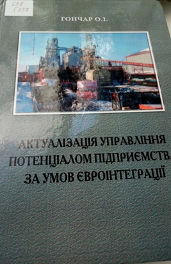 ГОНЧАР О.І.
АКТУАЛІЗАЦІЯ УПРАВЛІННЯ
ПОТЕНЦІАЛОМ ПІДПРИЄМСТВ
ЗА УМОВ ЄВРОІНТЕГРАЦІЇ